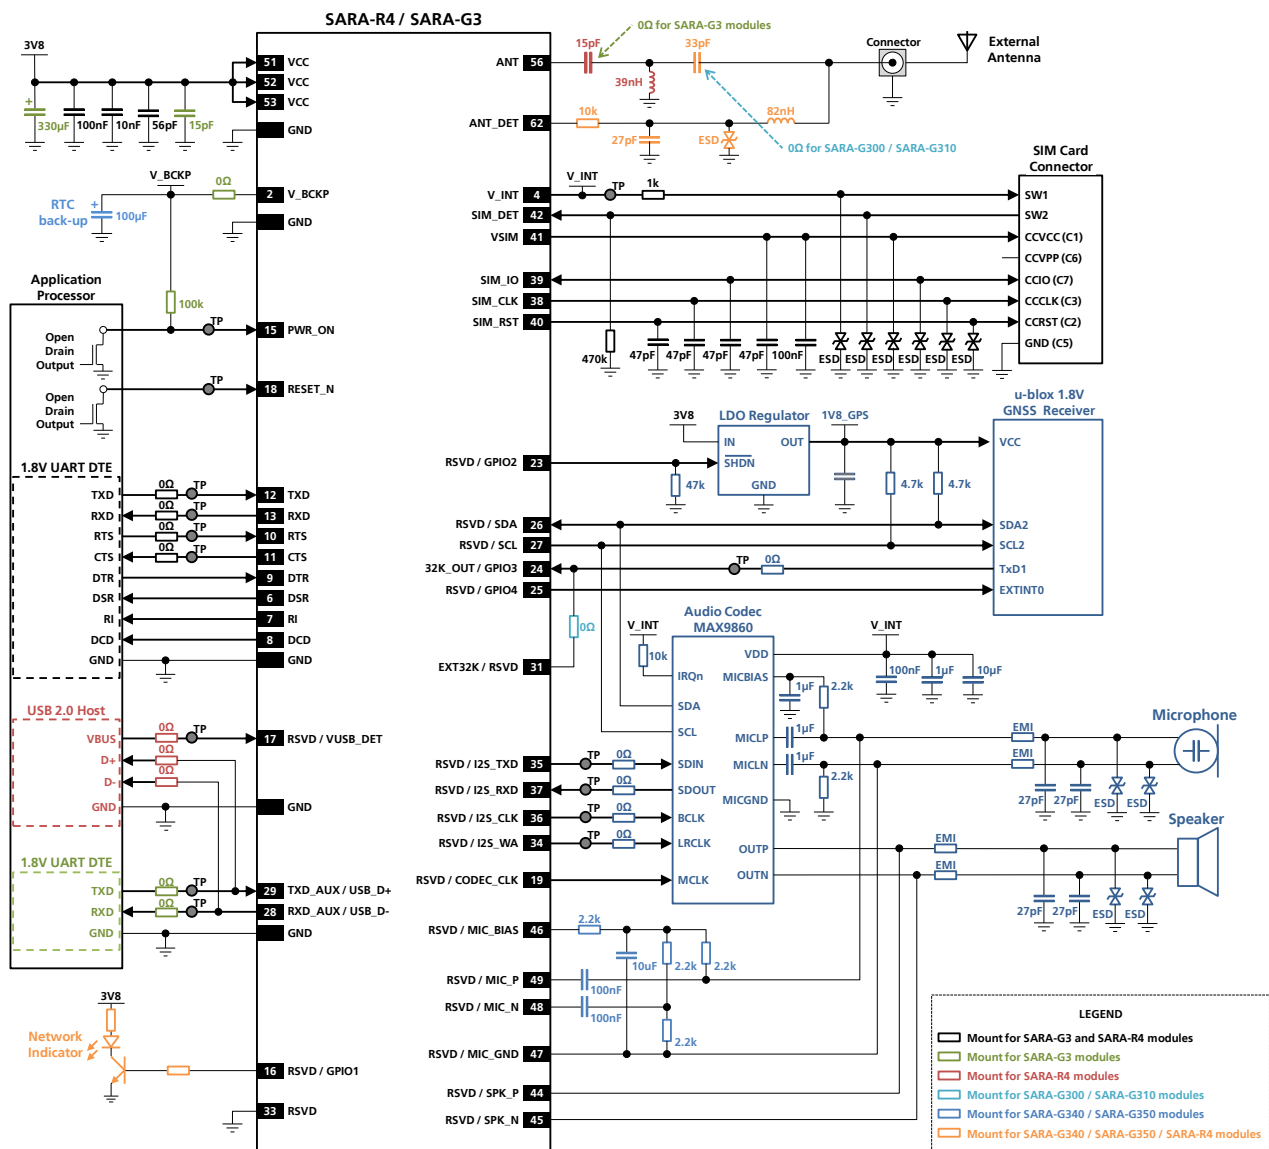 SARA-R4 / SARA-G3
3V8
51 VCC
52 VCC
53 VCC
GND
330µF 100nF 10nF 56pF 15pF
V_BCKP
0Ω
2 V_BCKP
RTC
back-up
+
100µF
GND
Application
Processor
100k
TP
15 PWR_ON
Open
Drain
Output
TP
18 RESET_N
Open
Drain
Output
1.8V UART DTE
TXD 0Ω TP 12 TXD
RXD 0Ω TP 13 RXD
RTS 0Ω TP 10 RTS
CTS 0Ω TP 11 CTS
DTR 9 DTR
DSR 6 DSR
RI 7 RI
DCD 8 DCD
GND GND
USB 2.0 Host
VBUS 0Ω TP 17 RSVD / VUSB_DET
D+ 0Ω
D- 0Ω
GND GND
1.8V UART DTE
TXD 0Ω TP 29 TXD_AUX / USB_D+
RXD 0Ω TP 28 RXD_AUX / USB_D-
GND GND
3V8
Network
Indicator
16 RSVD / GPIO1
33 RSVD
0Ω for SARA-G3 modules
ANT 56 15pF 33pF
39nH
Connector
External
Antenna
ANT_DET 62 10k 82nH
27pF ESD
0Ω for SARA-G300 / SARA-G310
SIM Card
Connector
V_INT
V_INT 4 TP 1k SW1
SIM_DET 42 SW2
VSIM 41 CCVCC (C1)
CCVPP (C6)
SIM_IO 39 CCIO (C7)
SIM_CLK 38 CCCLK (C3)
SIM_RST 40 CCRST (C2)
GND (C5)
470k 47pF 47pF 47pF 47pF 100nF ESD ESD ESD ESD ESD ESD
u-blox 1.8V
GNSS Receiver
3V8 LDO Regulator 1V8_GPS
IN OUT VCC
RSVD / GPIO2 23 SHDN
47k GND 4.7k 4.7k
RSVD / SDA 26 SDA2
RSVD / SCL 27 SCL2
32K_OUT / GPIO3 24 TP 0Ω TxD1
RSVD / GPIO4 25 EXTINT0
0Ω
EXT32K / RSVD 31
Audio Codec
MAX9860
V_INT
10k
IRQn
SDA
SCL
VDD
V_INT
100nF 1µF 10µF
MICBIAS 1µF 2.2k
MICLP 1µF EMI
MICLN 1µF EMI
2.2k
MICGND
Microphone
27pF 27pF ESD ESD
RSVD / I2S_TXD 35 TP 0Ω SDIN
RSVD / I2S_RXD 37 TP 0Ω SDOUT
RSVD / I2S_CLK 36 TP 0Ω BCLK
RSVD / I2S_WA 34 TP 0Ω LRCLK
RSVD / CODEC_CLK 19 MCLK
OUTP EMI
OUTN EMI
Speaker
27pF 27pF ESD ESD
RSVD / MIC_BIAS 46 2.2k
10uF 2.2k 2.2k
RSVD / MIC_P 49 100nF
RSVD / MIC_N 48 100nF
2.2k
RSVD / MIC_GND 47
RSVD / SPK_P 44
RSVD / SPK_N 45
LEGEND
Mount for SARA-G3 and SARA-R4 modules
Mount for SARA-G3 modules
Mount for SARA-R4 modules
Mount for SARA-G300 / SARA-G310 modules
Mount for SARA-G340 / SARA-G350 modules
Mount for SARA-G340 / SARA-G350 / SARA-R4 modules